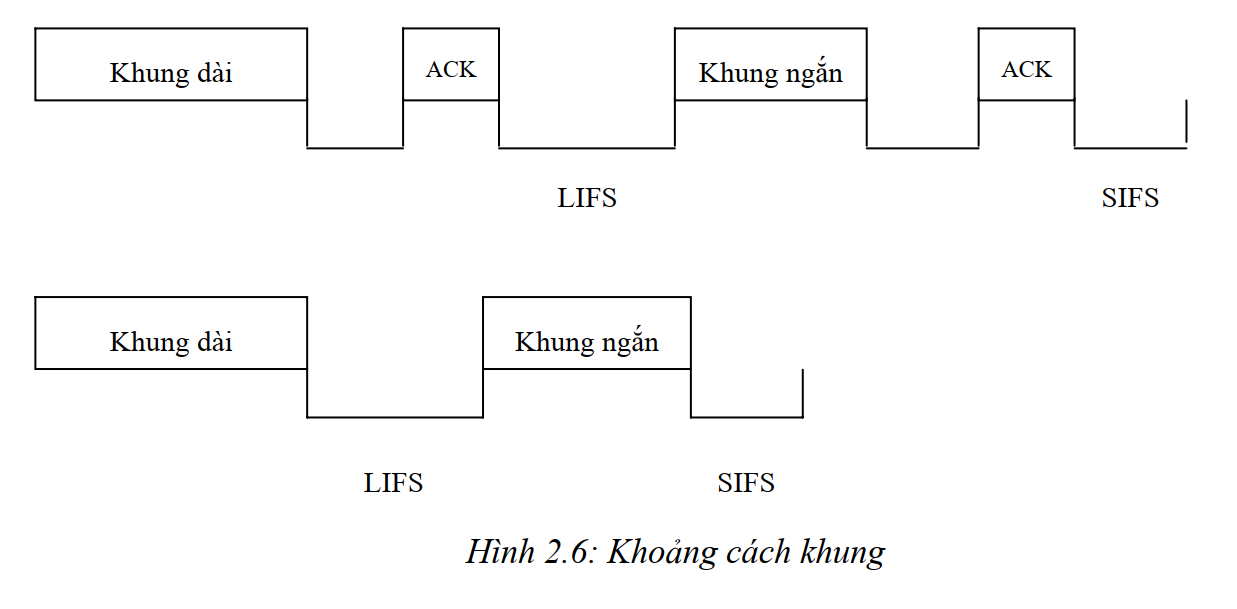 Khung dài ACK Khung ngắn ACK
LIFS SIFS
Khung dài Khung ngắn
LIFS SIFS
Hình 2.6: Khoảng cách khung